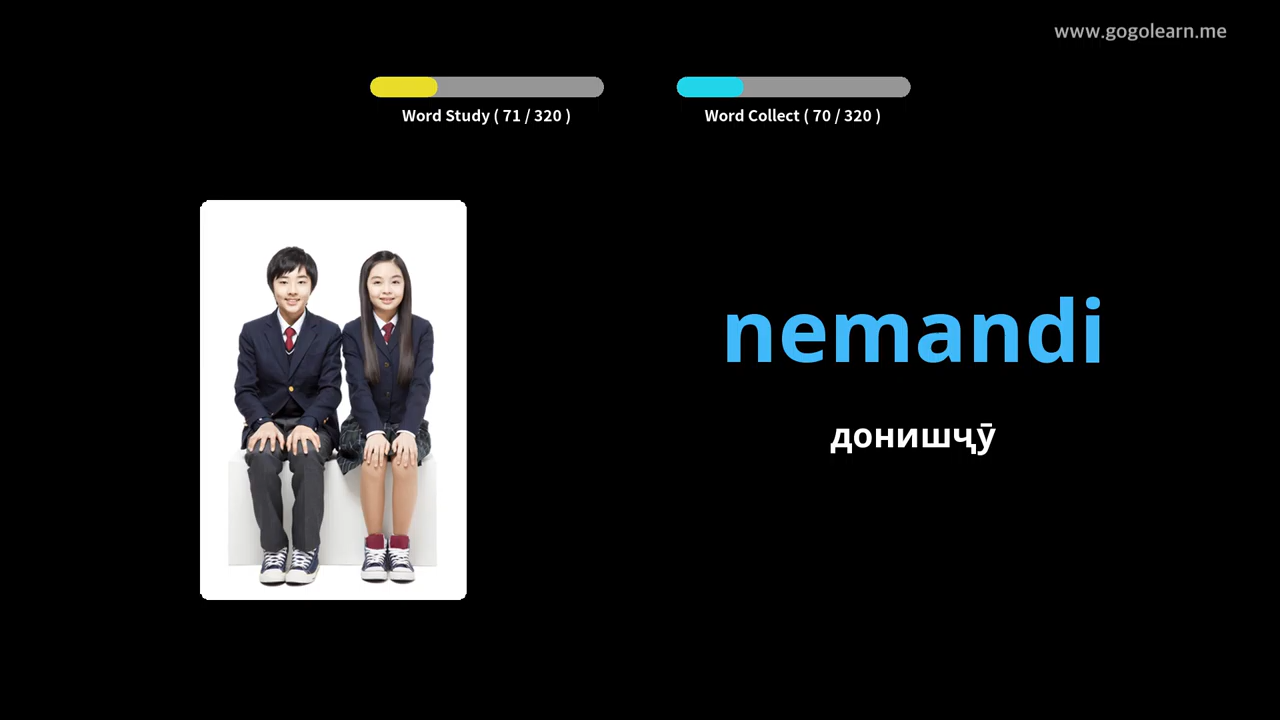 www.gogolearn.me
Word Study ( 71 / 320 )
Word Collect ( 70 / 320 )
nemandi
донишҷӯ